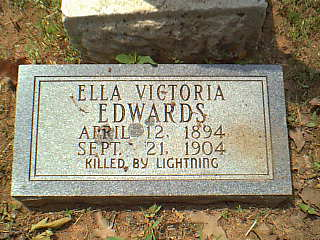 ELLA VICTORIA
EDWARDS
APRIL 12, 1894
SEPT. 21, 1904
KILLED BY LIGHTNING